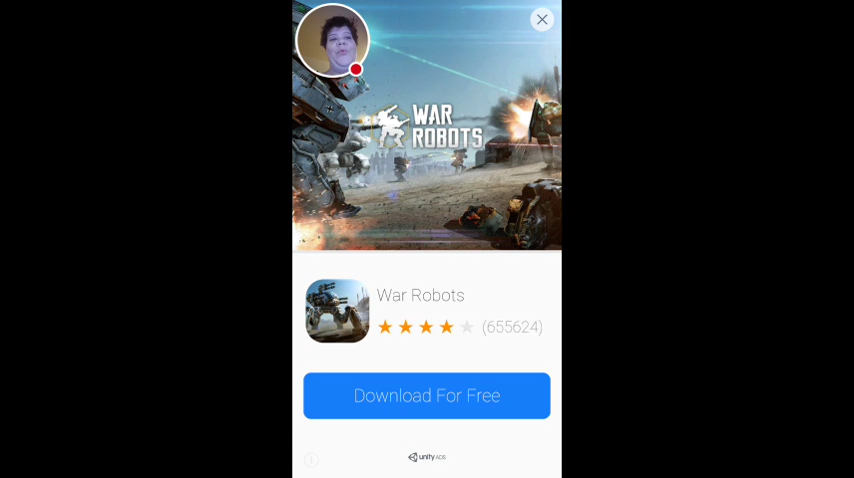 WAR
ROBOTS
War Robots
(655624)
Download For Free
unity ADS